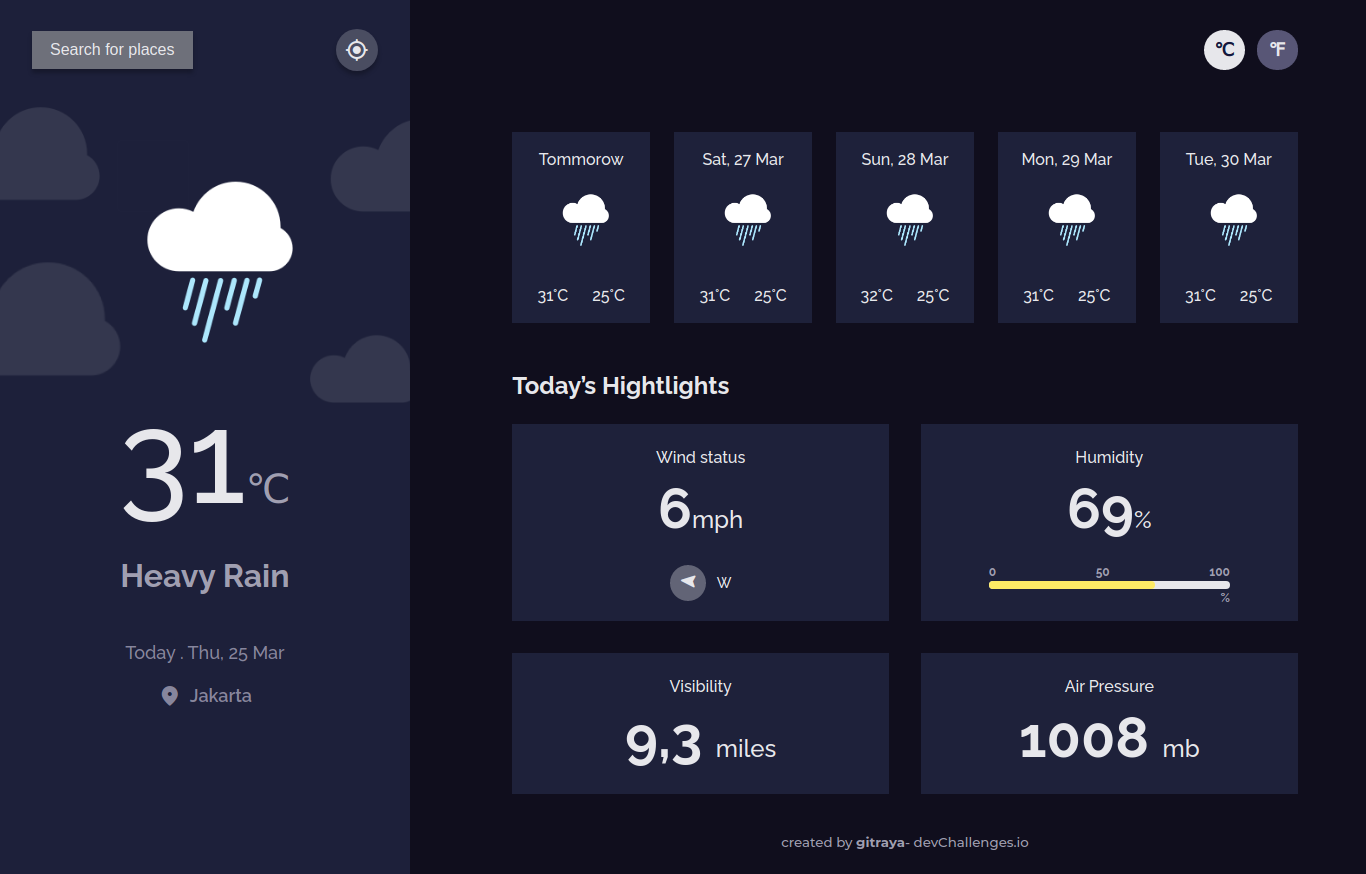 Search for places
31℃
Heavy Rain
Today . Thu, 25 Mar
Jakarta
℃ ℉
Tommorow
31°C 25°C
Sat, 27 Mar
31°C 25°C
Sun, 28 Mar
32°C 25°C
Mon, 29 Mar
31°C 25°C
Tue, 30 Mar
31°C 25°C
Today’s Hightlights
Wind status
6mph
W
Humidity
69%
0 50 100
%
Visibility
9,3 miles
Air Pressure
1008 mb
created by gitraya- devChallenges.io